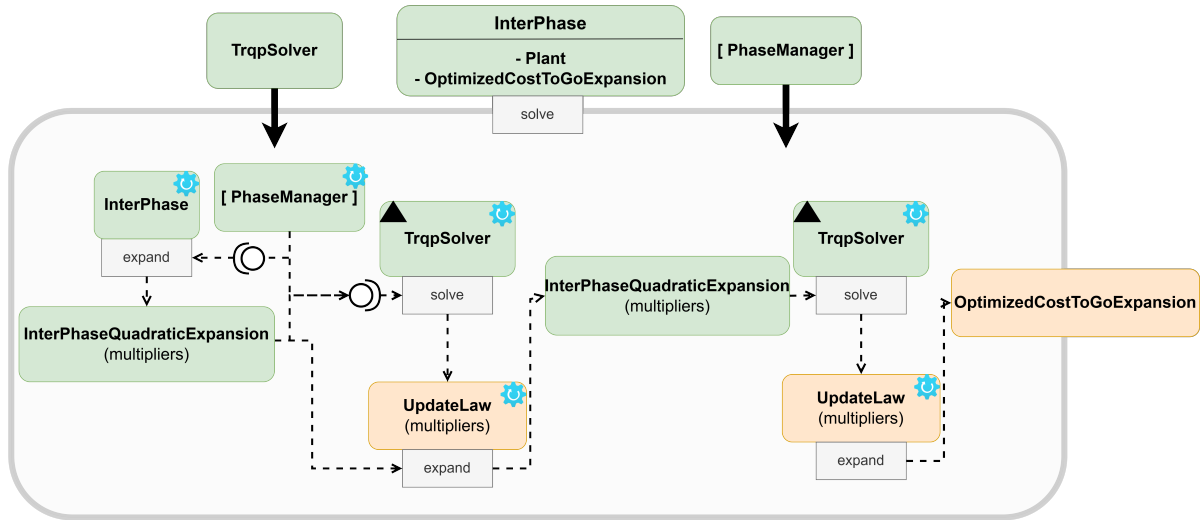 TrqpSolver
InterPhase
- Plant
- OptimizedCostToGoExpansion
solve
[ PhaseManager ]
InterPhase
expand
[ PhaseManager ]
TrqpSolver
solve
InterPhaseQuadraticExpansion
(multipliers)
UpdateLaw
(multipliers)
expand
InterPhaseQuadraticExpansion
(multipliers)
TrqpSolver
solve
UpdateLaw
(multipliers)
expand
OptimizedCostToGoExpansion